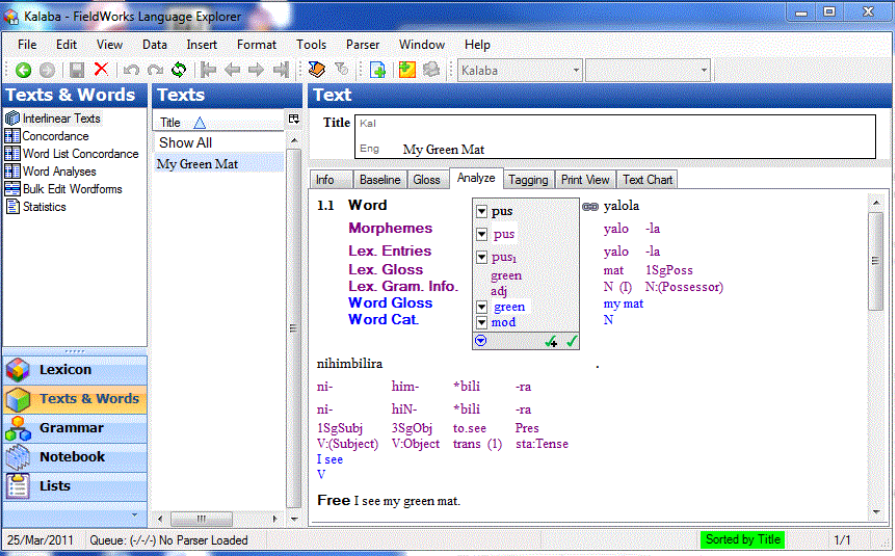 Kalaba - FieldWorks Language Explorer
File Edit View Data Insert Format Tools Parser Window Help
Kalaba
Texts & Words
Interlinear Texts
Concordance
Word List Concordance
Word Analyses
Bulk Edit Wordforms
Statistics
Lexicon
Texts & Words
Grammar
Notebook
Lists
Texts
Title
Show All
My Green Mat
Text
Title Kal
Eng My Green Mat
Info Baseline Gloss Analyze Tagging Print View Text Chart
1.1 Word pus yalola
Morphemes pus yalo -la
Lex. Entries pus1 yalo -la
Lex. Gloss green mat 1SgPoss
Lex. Gram. Info. adj N (I) N:(Possessor)
Word Gloss green my mat
Word Cat. mod N
nihimbilira .
ni- him- *bili -ra
ni- hiN- *bili -ra
1SgSubj 3SgObj to.see Pres
V:(Subject) V:Object trans (1) sta:Tense
I see
V
Free I see my green mat.
25/Mar/2011 Queue: (-/-/-) No Parser Loaded Sorted by Title 1/1